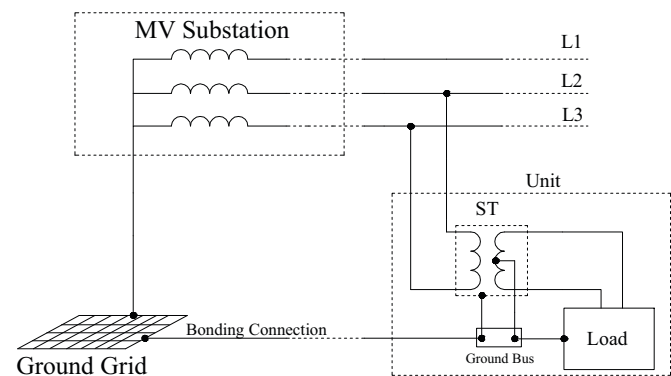 MV Substation
L1
L2
L3
Unit
ST
Bonding Connection
Load
Ground Bus
Ground Grid